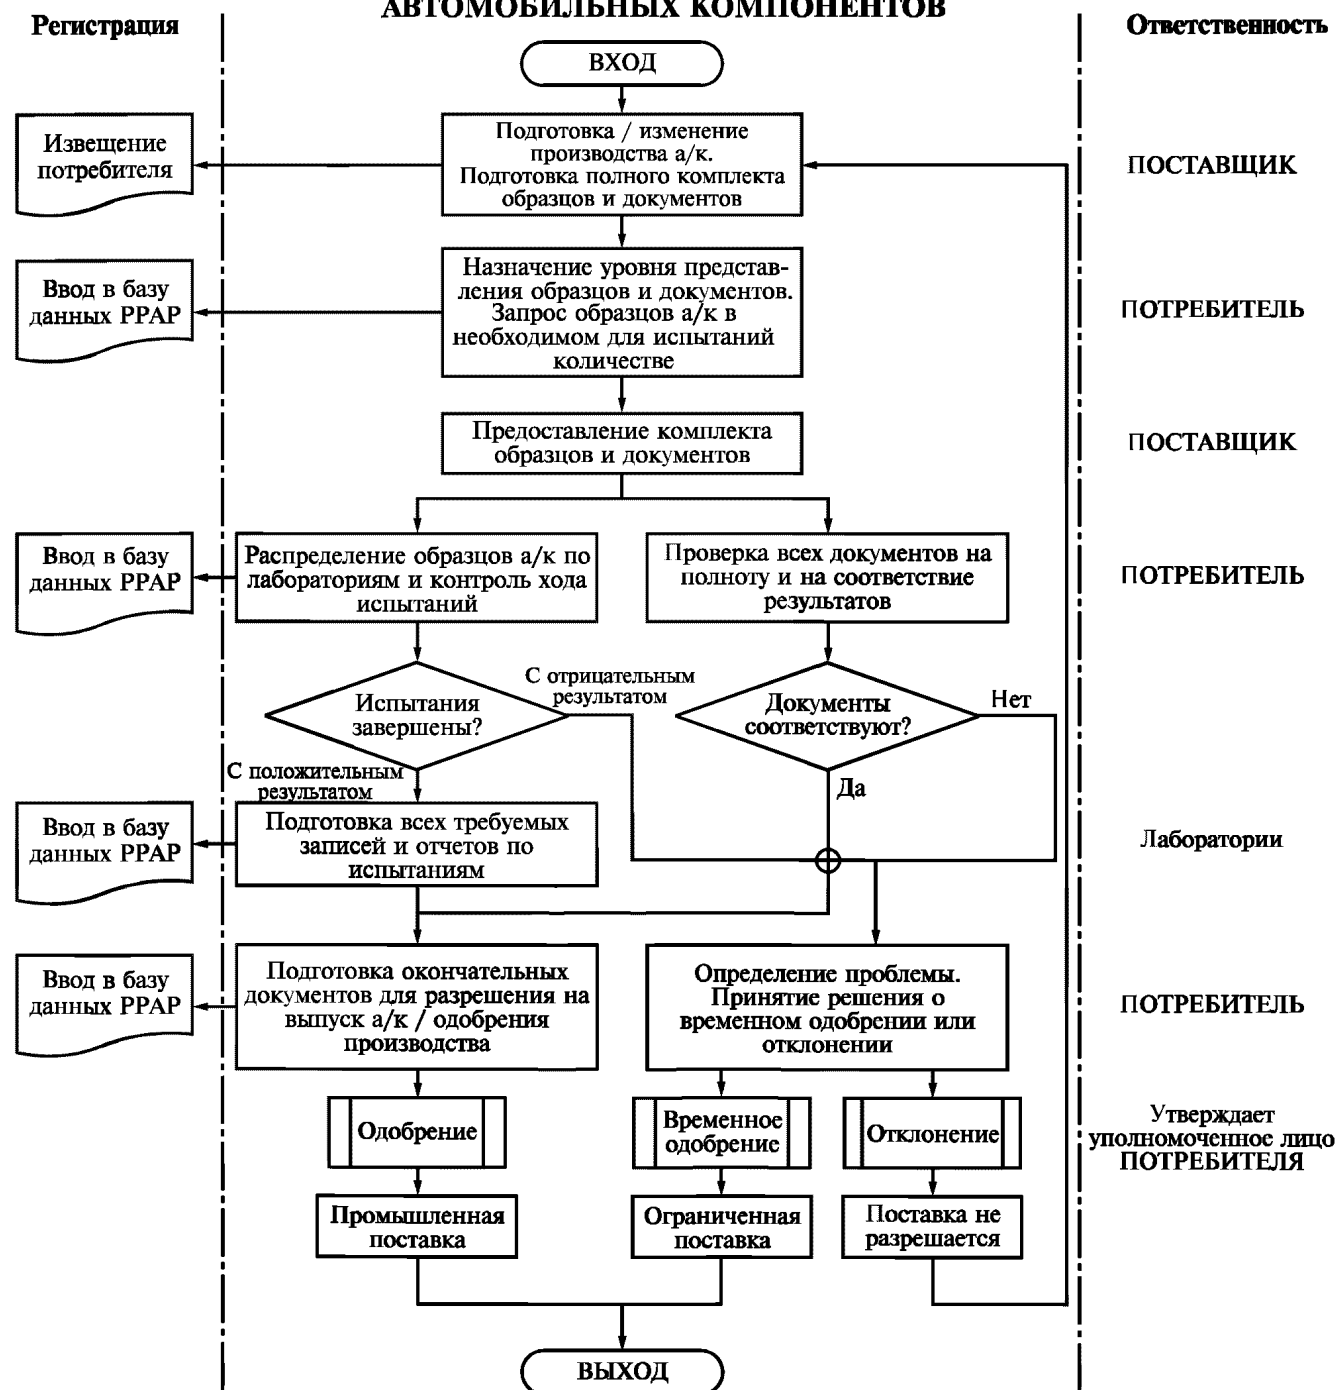 АВТОМОБИЛЬНЫХ КОМПОНЕНТОВ
Регистрация
Ответственность
ВХОД
Извещение
потребителя
Подготовка / изменение
производства а/к.
Подготовка полного комплекта
образцов и документов
ПОСТАВЩИК
Ввод в базу
данных PPAP
Назначение уровня представ-
ления образцов и документов.
Запрос образцов а/к в
необходимом для испытаний
количестве
ПОТРЕБИТЕЛЬ
Предоставление комплекта
образцов и документов
ПОСТАВЩИК
Ввод в базу
данных PPAP
Распределение образцов а/к по
лабораториям и контроль хода
испытаний
Проверка всех документов на
полноту и на соответствие
результатов
ПОТРЕБИТЕЛЬ
Испытания
завершены?
С отрицательным
результатом
Документы
соответствуют?
Нет
С положительным
результатом
Да
Ввод в базу
данных PPAP
Подготовка всех требуемых
записей и отчетов по
испытаниям
Лаборатории
Ввод в базу
данных PPAP
Подготовка окончательных
документов для разрешения на
выпуск а/к / одобрения
производства
Определение проблемы.
Принятие решения о
временном одобрении или
отклонении
ПОТРЕБИТЕЛЬ
Одобрение
Временное
одобрение
Отклонение
Утверждает
уполномоченное лицо
ПОТРЕБИТЕЛЯ
Промышленная
поставка
Ограниченная
поставка
Поставка не
разрешается
ВЫХОД